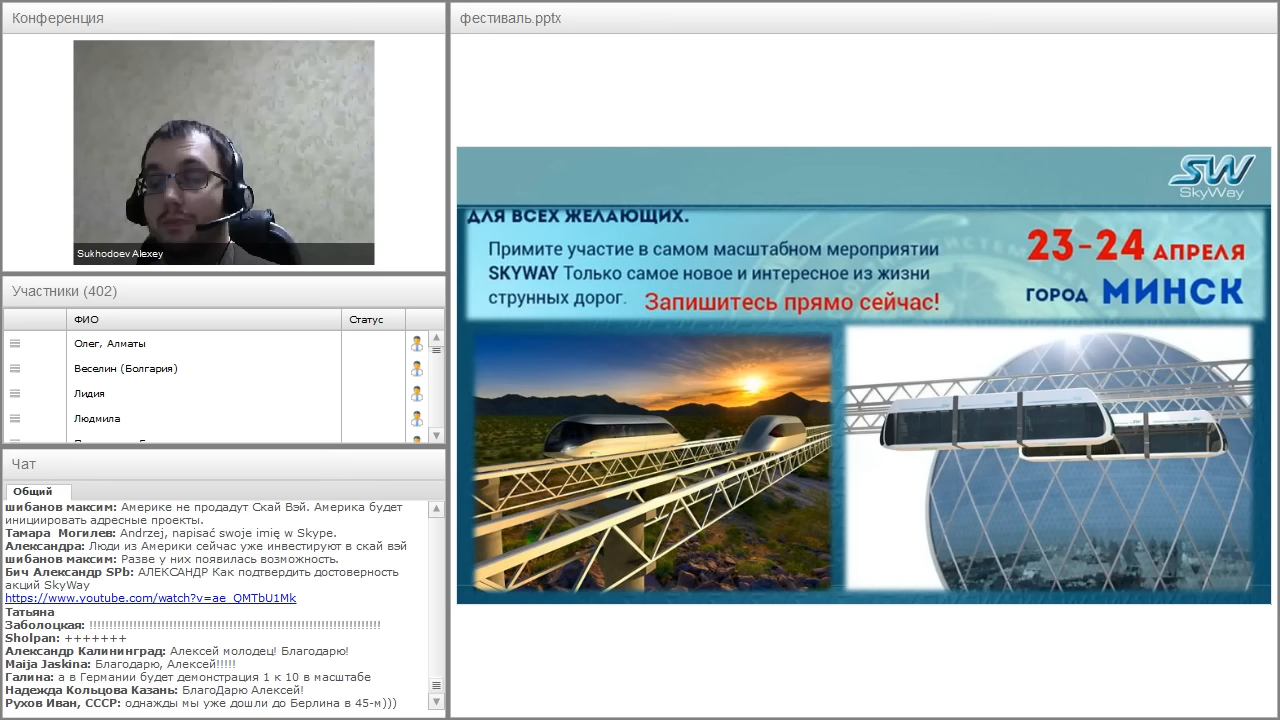 Конференция
Sukhodoev Alexey
Участники (402)
ФИО
Статус
Олег, Алматы
Веселин (Болгария)
Лидия
Людмила
Чат
Общий
шибанов максим: Америке не продадут Скай Вэй. Америка будет
инициировать адресные проекты.
Тамара Могилев: Andrzej, napisać swoje imię w Skype.
Александра: Люди из Америки сейчас уже инвестируют в скай вэй
шибанов максим: Разве у них появилась возможность.
Бич Александр SPb: АЛЕКСАНДР Как подтвердить достоверность
акций SkyWay
https://www.youtube.com/watch?v=ae_QMTbU1Mk
Татьяна
Заболоцкая: !!!!!!!!!!!!!!!!!!!!!!!!!!!!!!!!!!!!!!!!!!!!!!!!!!!!!!!!!!!!!!!!!!!!!!!!!
Sholpan: +++++++
Александр Калининград: Алексей молодец! Благодарю!
Maija Jaskina: Благодарю, Алексей!!!!!
Галина: а в Германии будет демонстрация 1 к 10 в масштабе
Надежда Кольцова Казань: БлагоДарю Алексей!
Рухов Иван, СССР: однажды мы уже дошли до Берлина в 45-м)))
фестиваль.pptx
SW
SkyWay
ДЛЯ ВСЕХ ЖЕЛАЮЩИХ.
Примите участие в самом масштабном мероприятии
SKYWAY Только самое новое и интересное из жизни
струнных дорог. Запишитесь прямо сейчас!
23-24 АПРЕЛЯ
ГОРОД МИНСК